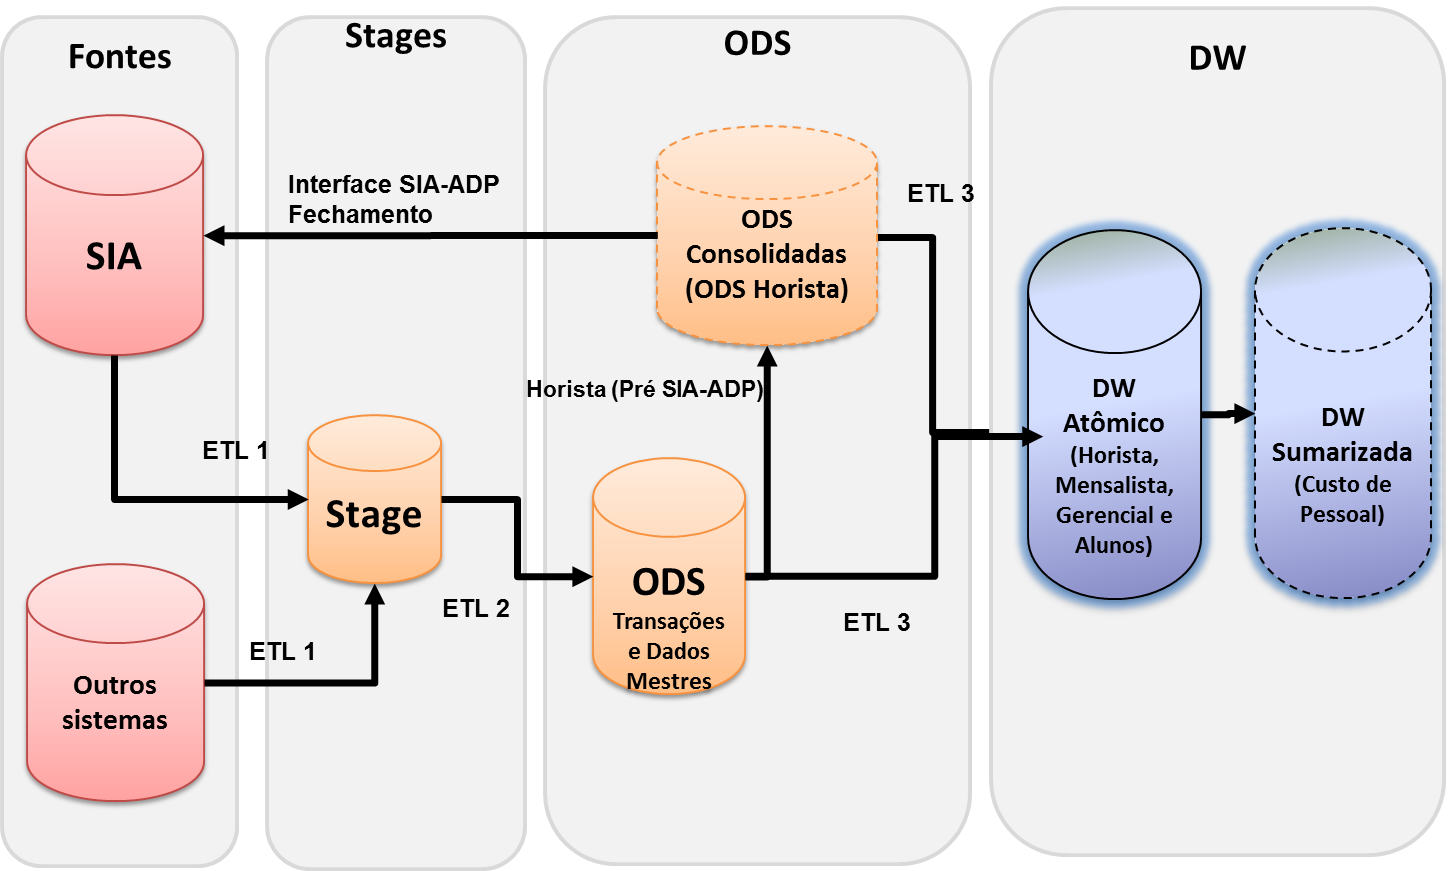 Fontes
Stages
ODS
DW
SIA
Interface SIA-ADP
Fechamento
ODS
Consolidadas
(ODS Horista)
ETL 3
Horista (Pré SIA-ADP)
ETL 1
Stage
ETL 2
ODS
Transações
e Dados
Mestres
ETL 3
Outros
sistemas
ETL 1
DW
Atômico
(Horista,
Mensalista,
Gerencial e
Alunos)
DW
Sumarizada
(Custo de
Pessoal)